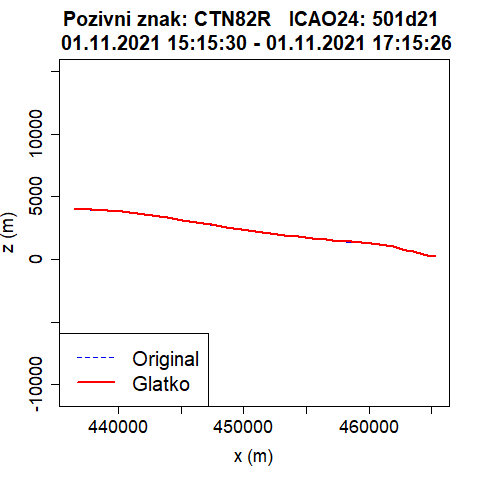 Pozivni znak: CTN82R   ICAO24: 501d21
01.11.2021 15:15:30 - 01.11.2021 17:15:26
z (m)
10000
5000
0
-10000
Original
Glatko
440000 450000 460000
x (m)